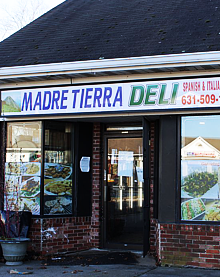 MADRE TIERRA DELI
SPANISH & ITALIA
631-509-